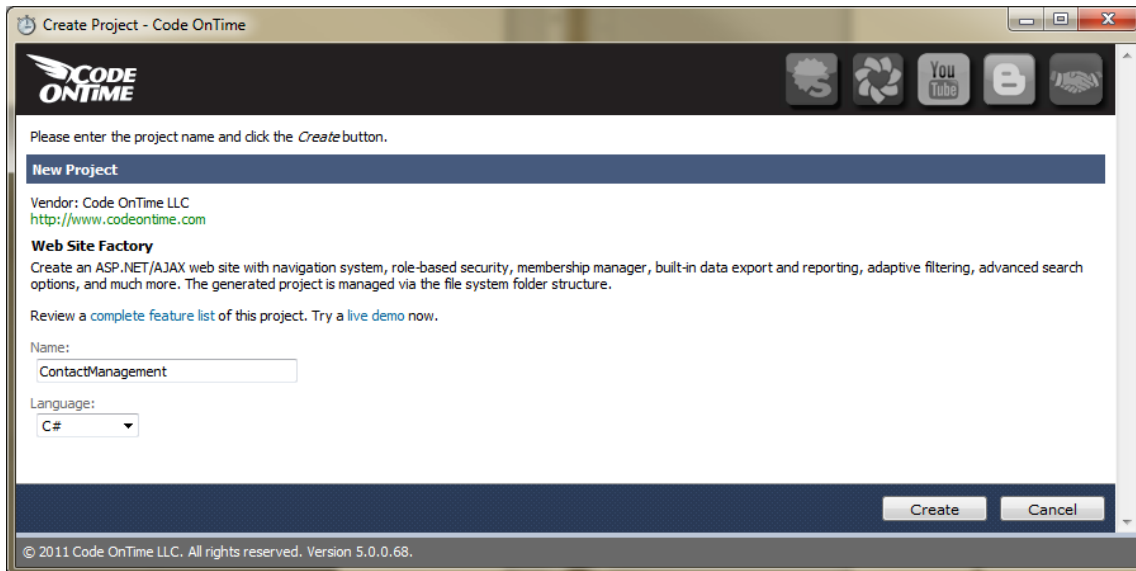 Create Project - Code OnTime
CODE
ONTIME
You
Tube
Please enter the project name and click the Create button.
New Project
Vendor: Code OnTime LLC
http://www.codeontime.com
Web Site Factory
Create an ASP.NET/AJAX web site with navigation system, role-based security, membership manager, built-in data export and reporting, adaptive filtering, advanced search
options, and much more. The generated project is managed via the file system folder structure.
Review a complete feature list of this project. Try a live demo now.
Name:
ContactManagement
Language:
C#
Create Cancel
© 2011 Code OnTime LLC. All rights reserved. Version 5.0.0.68.